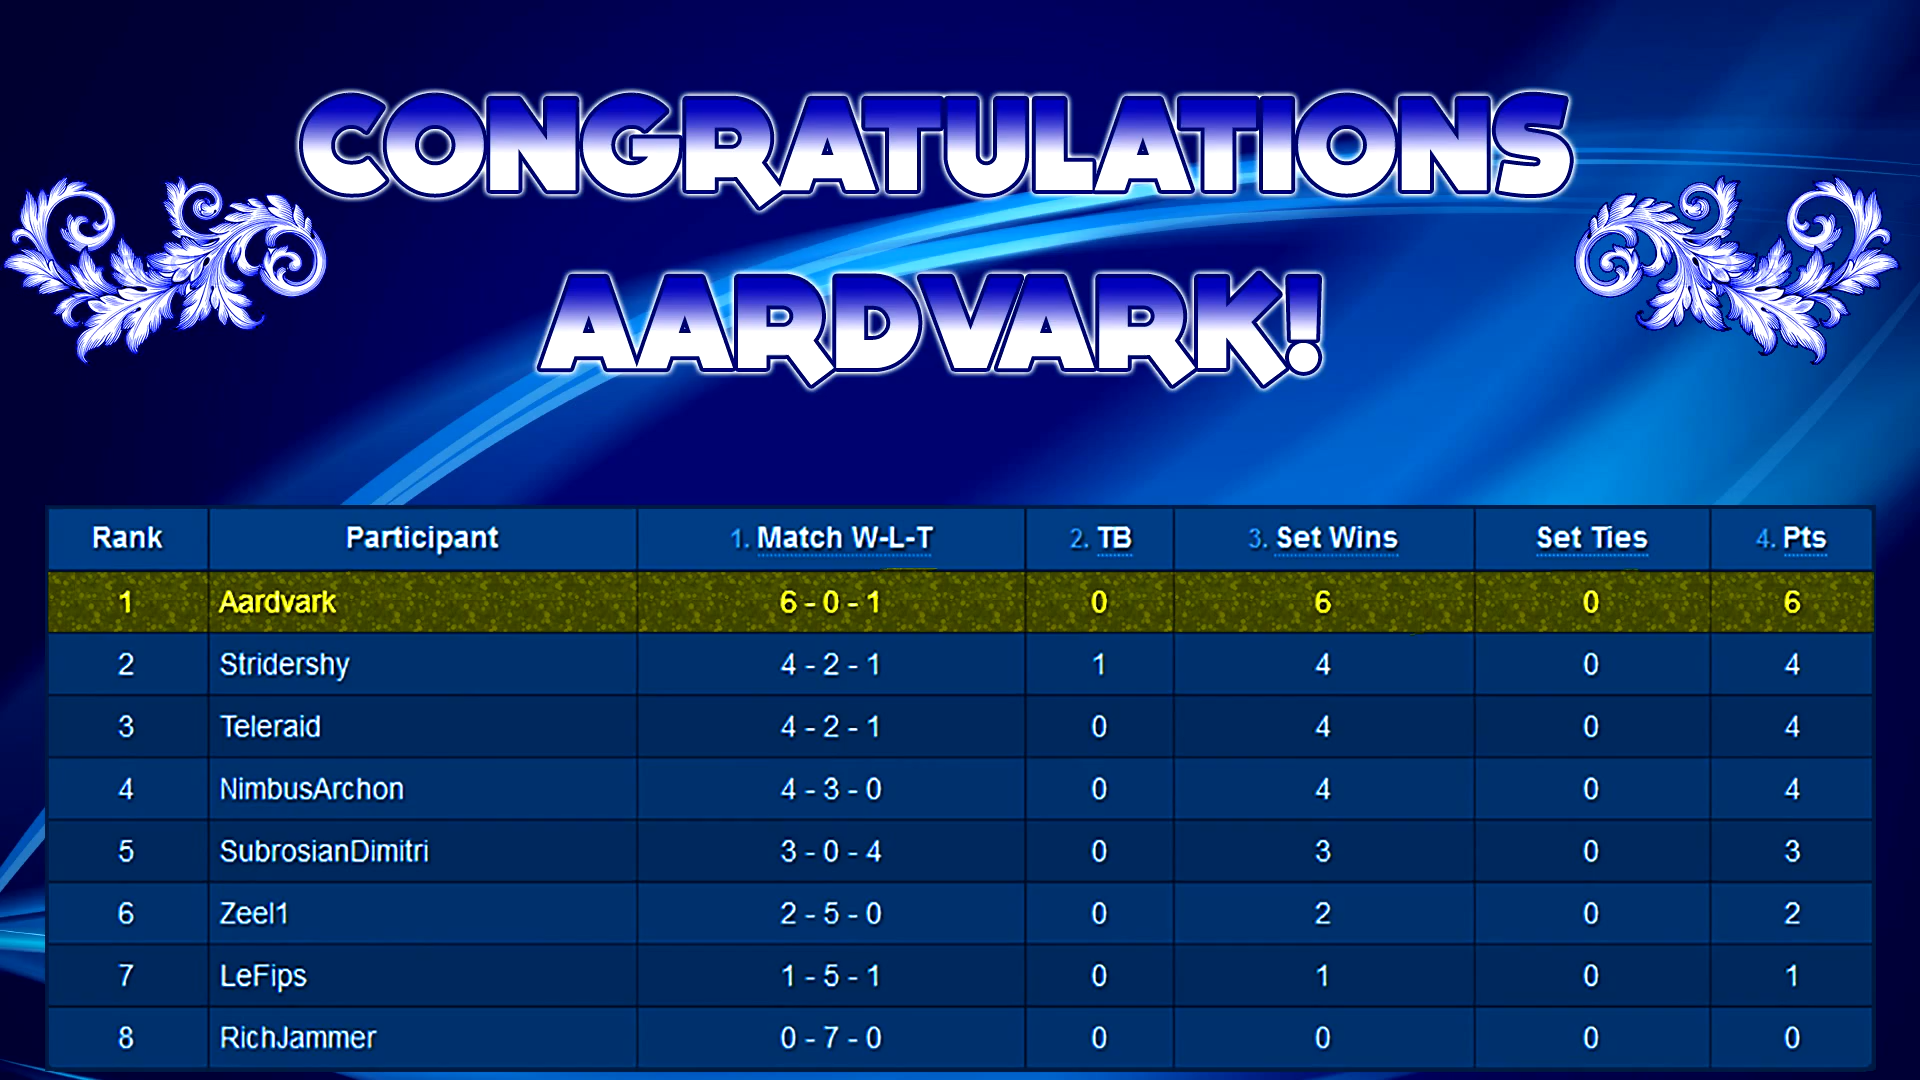 CONGRATULATIONS
AARDVARK!
Rank Participant 1. Match W-L-T 2. TB 3. Set Wins Set Ties 4. Pts
1 Aardvark 6 - 0 - 1 0 6 0 6
2 Stridershy 4 - 2 - 1 1 4 0 4
3 Teleraid 4 - 2 - 1 0 4 0 4
4 NimbusArchon 4 - 3 - 0 0 4 0 4
5 SubrosianDimitri 3 - 0 - 4 0 3 0 3
6 Zeel1 2 - 5 - 0 0 2 0 2
7 LeFips 1 - 5 - 1 0 1 0 1
8 RichJammer 0 - 7 - 0 0 0 0 0